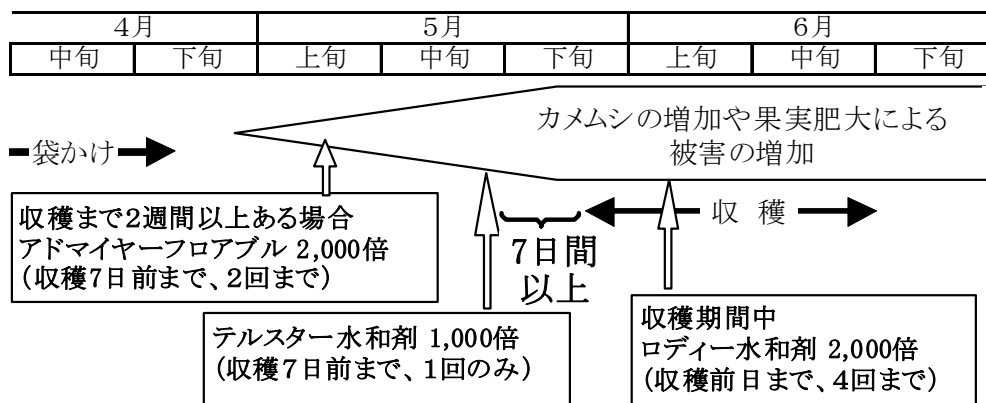 4月 5月 6月
中旬 下旬 上旬 中旬 下旬 上旬 中旬 下旬
カメムシの増加や果実肥大による
被害の増加
袋かけ
収穫まで2週間以上ある場合
アドマイヤーフロアブル 2,000倍
(収穫7日前まで、2回まで)
収 穫
7日間
以上
テルスター水和剤 1,000倍
(収穫7日前まで、1回のみ)
収穫期間中
ロディー水和剤 2,000倍
(収穫前日まで、4回まで)